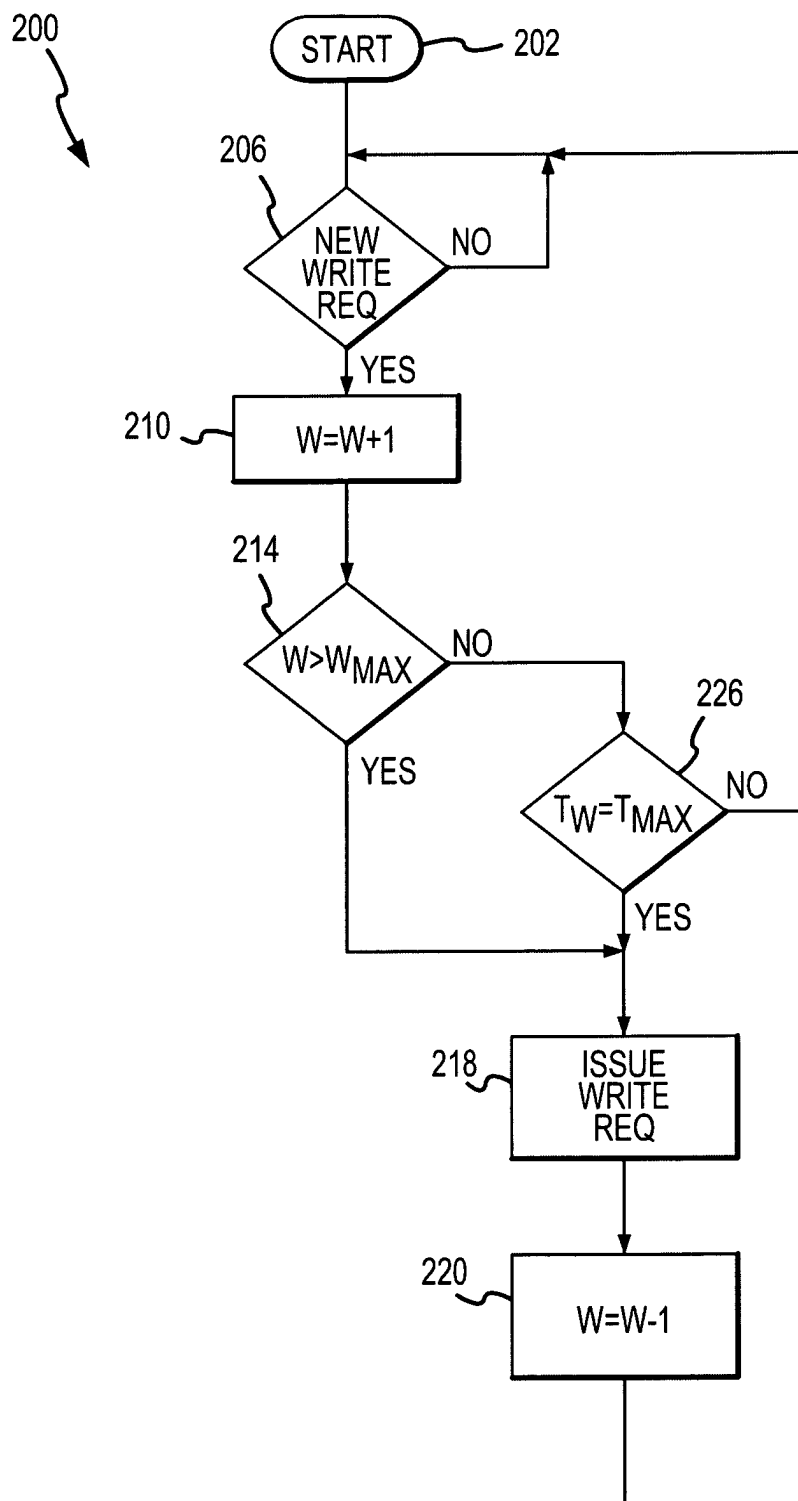 200
START
202
206
NEW
WRITE
REQ
NO
YES
210
W=W+1
214
W>WMAX
NO
YES
226
TW=TMAX
NO
YES
218
ISSUE
WRITE
REQ
220
W=W-1